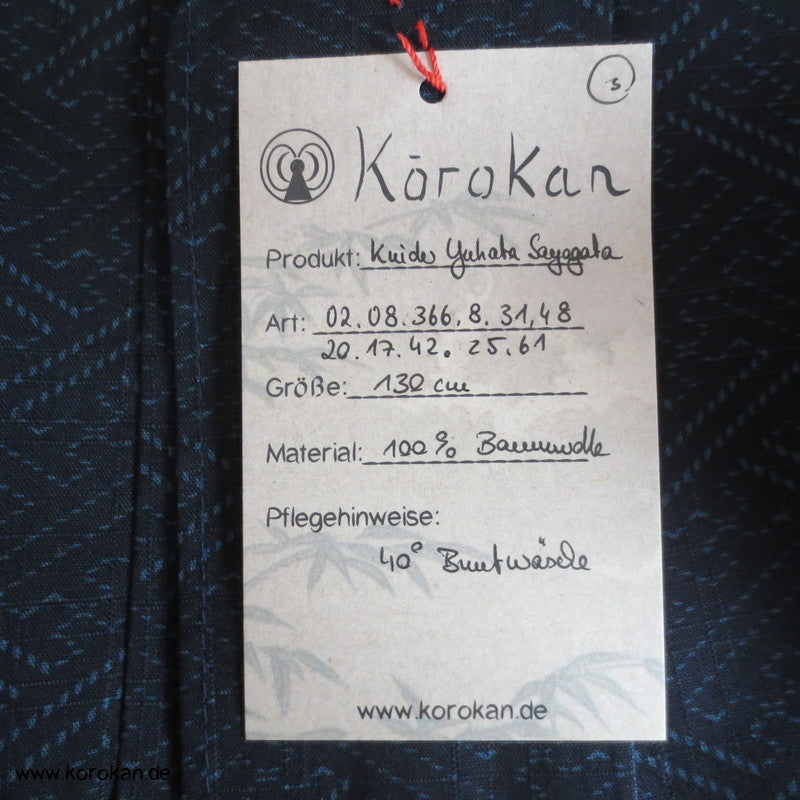 3
Kōrokan
Produkt: Kinder Yukata Sayagata
Art: 02.08.366.8.31.48
20.17.42.25.61
Größe: 130 cm
Material: 100% Baumwolle
Pflegehinweise:
40° Buntwäsche
www.korokan.de
www.korokan.de